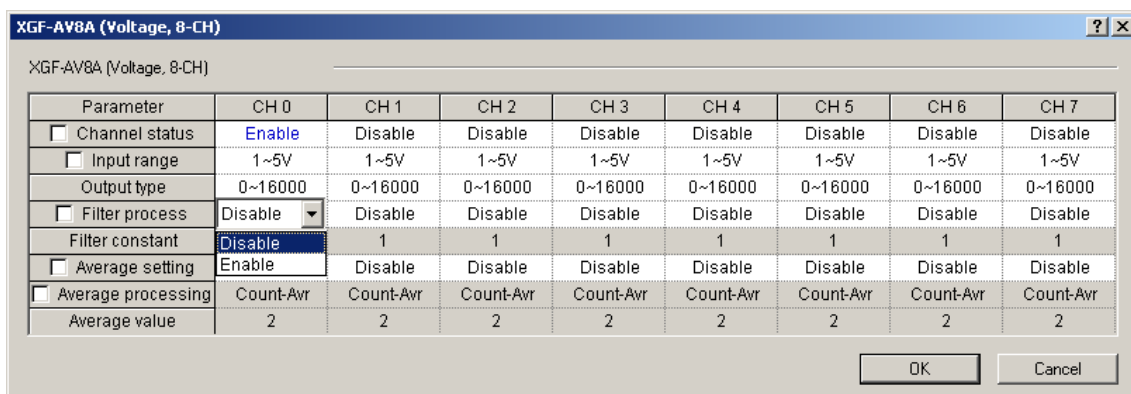 XGF-AV8A (Voltage, 8-CH)
XGF-AV8A (Voltage, 8-CH)
Parameter CH 0 CH 1 CH 2 CH 3 CH 4 CH 5 CH 6 CH 7
Channel status Enable Disable Disable Disable Disable Disable Disable Disable
Input range 1~5V 1~5V 1~5V 1~5V 1~5V 1~5V 1~5V 1~5V
Output type 0~16000 0~16000 0~16000 0~16000 0~16000 0~16000 0~16000 0~16000
Filter process Disable Disable Disable Disable Disable Disable Disable Disable
Filter constant Disable 1 1 1 1 1 1 1
Average setting Enable Disable Disable Disable Disable Disable Disable Disable
Average processing Count-Avr Count-Avr Count-Avr Count-Avr Count-Avr Count-Avr Count-Avr Count-Avr
Average value 2 2 2 2 2 2 2 2
OK Cancel